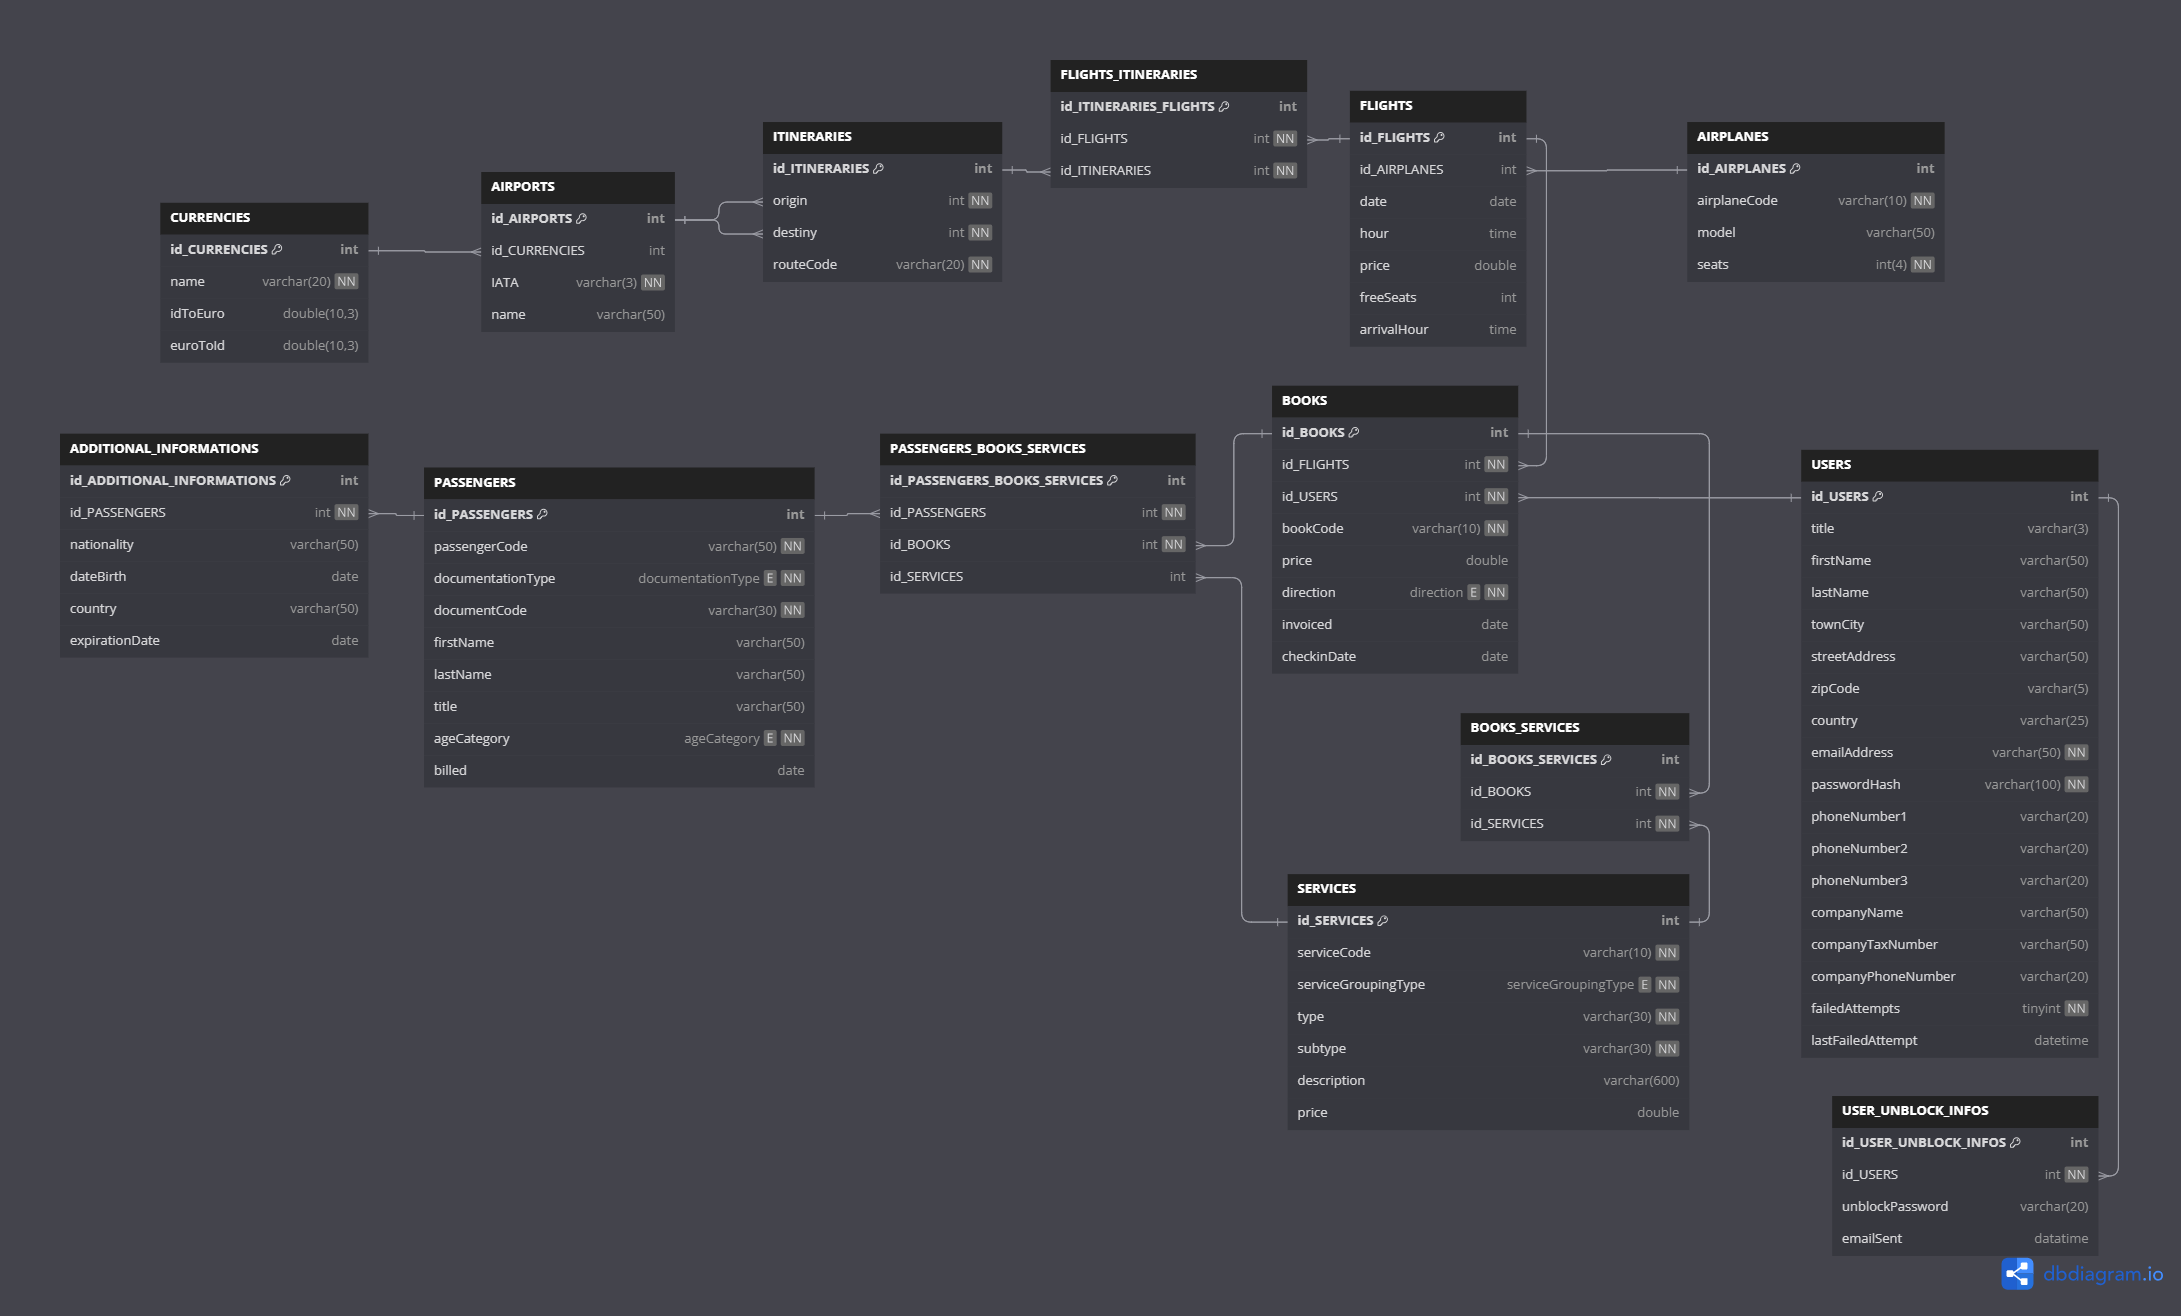 FLIGHTS_ITINERARIES
id_ITINERARIES_FLIGHTS int
id_FLIGHTS int NN
id_ITINERARIES int NN
FLIGHTS
id_FLIGHTS int
id_AIRPLANES int
date date
hour time
price double
freeSeats int
arrivalHour time
ITINERARIES
id_ITINERARIES int
origin int NN
destiny int NN
routeCode varchar(20) NN
AIRPLANES
id_AIRPLANES int
airplaneCode varchar(10) NN
model varchar(50)
seats int(4) NN
AIRPORTS
id_AIRPORTS int
id_CURRENCIES int
IATA varchar(3) NN
name varchar(50)
CURRENCIES
id_CURRENCIES int
name varchar(20) NN
idToEuro double(10,3)
euroToId double(10,3)
BOOKS
id_BOOKS int
id_FLIGHTS int NN
id_USERS int NN
bookCode varchar(10) NN
price double
direction direction E NN
invoiced date
checkinDate date
ADDITIONAL_INFORMATIONS
id_ADDITIONAL_INFORMATIONS int
id_PASSENGERS int NN
nationality varchar(50)
dateBirth date
country varchar(50)
expirationDate date
PASSENGERS
id_PASSENGERS int
passengerCode varchar(50) NN
documentationType documentationType E NN
documentCode varchar(30) NN
firstName varchar(50)
lastName varchar(50)
title varchar(50)
ageCategory ageCategory E NN
billed date
PASSENGERS_BOOKS_SERVICES
id_PASSENGERS_BOOKS_SERVICES int
id_PASSENGERS int NN
id_BOOKS int NN
id_SERVICES int
USERS
id_USERS int
title varchar(3)
firstName varchar(50)
lastName varchar(50)
townCity varchar(50)
streetAddress varchar(50)
zipCode varchar(5)
country varchar(25)
emailAddress varchar(50) NN
passwordHash varchar(100) NN
phoneNumber1 varchar(20)
phoneNumber2 varchar(20)
phoneNumber3 varchar(20)
companyName varchar(50)
companyTaxNumber varchar(50)
companyPhoneNumber varchar(20)
failedAttempts tinyint NN
lastFailedAttempt datetime
BOOKS_SERVICES
id_BOOKS_SERVICES int
id_BOOKS int NN
id_SERVICES int NN
SERVICES
id_SERVICES int
serviceCode varchar(10) NN
serviceGroupingType serviceGroupingType E NN
type varchar(30) NN
subtype varchar(30) NN
description varchar(600)
price double
USER_UNBLOCK_INFOS
id_USER_UNBLOCK_INFOS int
id_USERS int NN
unblockPassword varchar(20)
emailSent datatime
dbdiagram.io